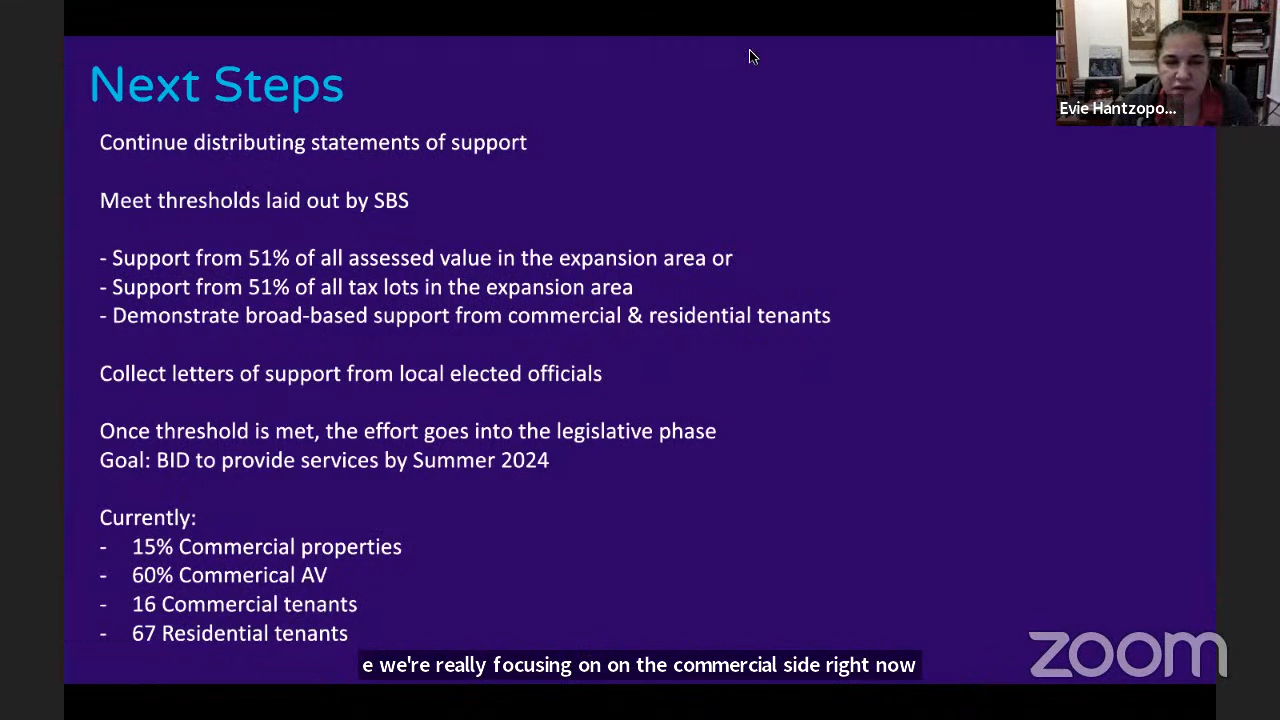 Next Steps
Evie Hantzopo...
Continue distributing statements of support
Meet thresholds laid out by SBS
- Support from 51% of all assessed value in the expansion area or
- Support from 51% of all tax lots in the expansion area
- Demonstrate broad-based support from commercial & residential tenants
Collect letters of support from local elected officials
Once threshold is met, the effort goes into the legislative phase
Goal: BID to provide services by Summer 2024
Currently:
- 15% Commercial properties
- 60% Commerical AV
- 16 Commercial tenants
- 67 Residential tenants
e we're really focusing on on the commercial side right now
zoom